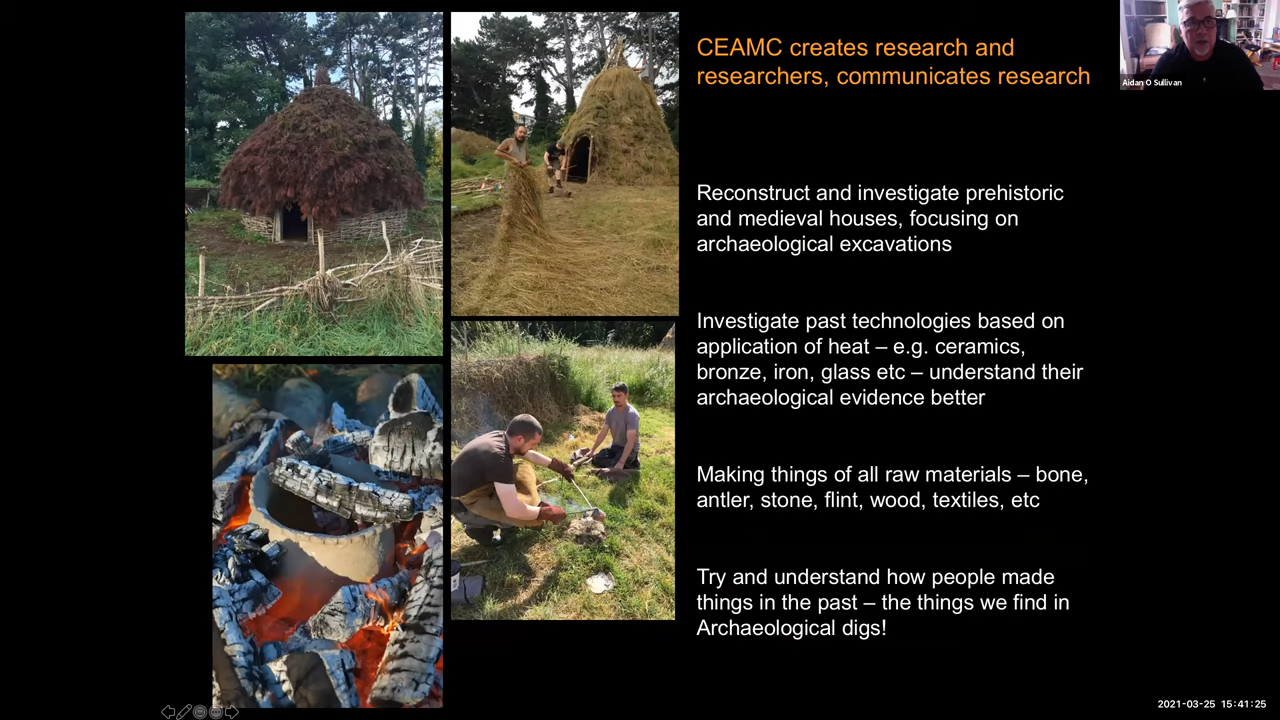 CEAMC creates research and
researchers, communicates research
Aidan O Sullivan
Reconstruct and investigate prehistoric
and medieval houses, focusing on
archaeological excavations
Investigate past technologies based on
application of heat – e.g. ceramics,
bronze, iron, glass etc – understand their
archaeological evidence better
Making things of all raw materials – bone,
antler, stone, flint, wood, textiles, etc
Try and understand how people made
things in the past – the things we find in
Archaeological digs!
2021-03-25 15:41:25